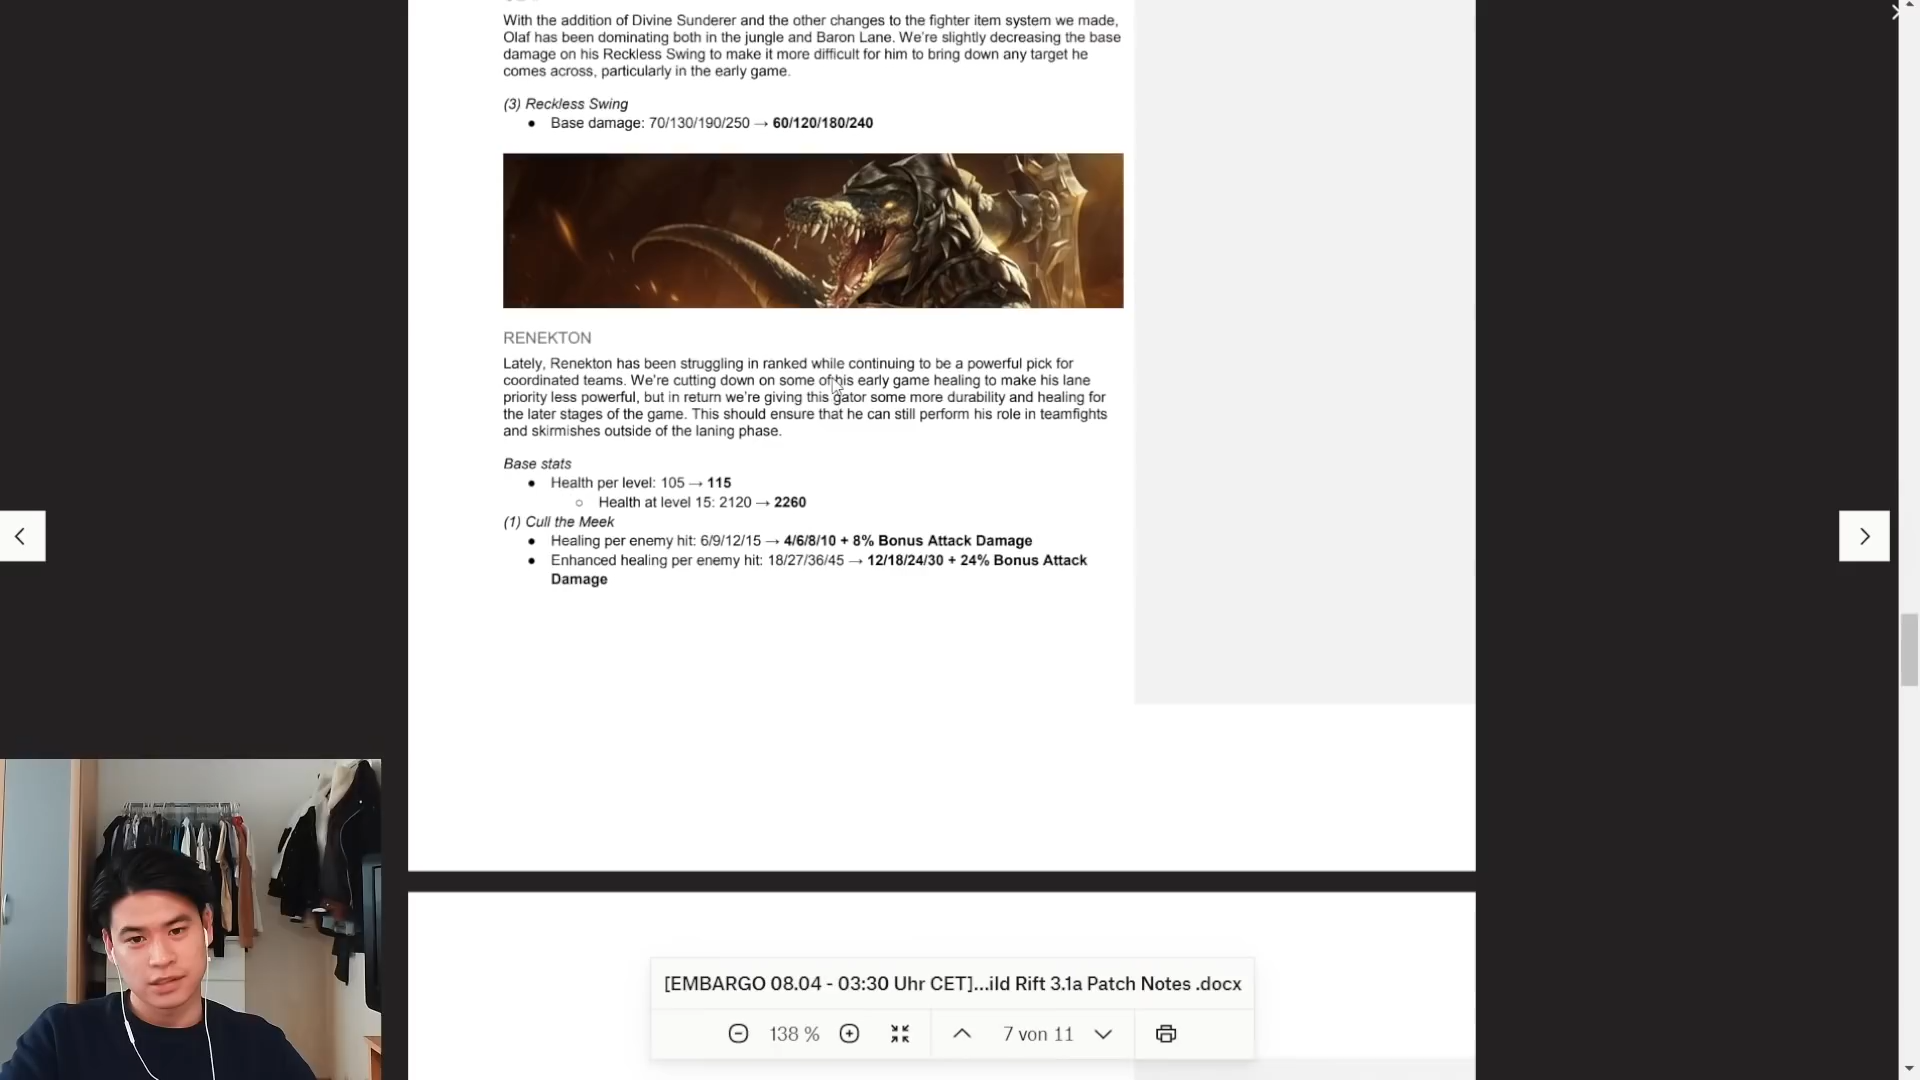 With the addition of Divine Sunderer and the other changes to the fighter item system we made,
Olaf has been dominating both in the jungle and Baron Lane. We're slightly decreasing the base
damage on his Reckless Swing to make it more difficult for him to bring down any target he
comes across, particularly in the early game.
(3) Reckless Swing
● Base damage: 70/130/190/250 → 60/120/180/240
RENEKTON
Lately, Renekton has been struggling in ranked while continuing to be a powerful pick for
coordinated teams. We're cutting down on some of his early game healing to make his lane
priority less powerful, but in return we're giving this gator some more durability and healing for
the later stages of the game. This should ensure that he can still perform his role in teamfights
and skirmishes outside of the laning phase.
Base stats
● Health per level: 105 → 115
○ Health at level 15: 2120 → 2260
(1) Cull the Meek
● Healing per enemy hit: 6/9/12/15 → 4/6/8/10 + 8% Bonus Attack Damage
● Enhanced healing per enemy hit: 18/27/36/45 → 12/18/24/30 + 24% Bonus Attack
Damage
[EMBARGO 08.04 - 03:30 Uhr CET]...ild Rift 3.1a Patch Notes .docx
138 % 7 von 11